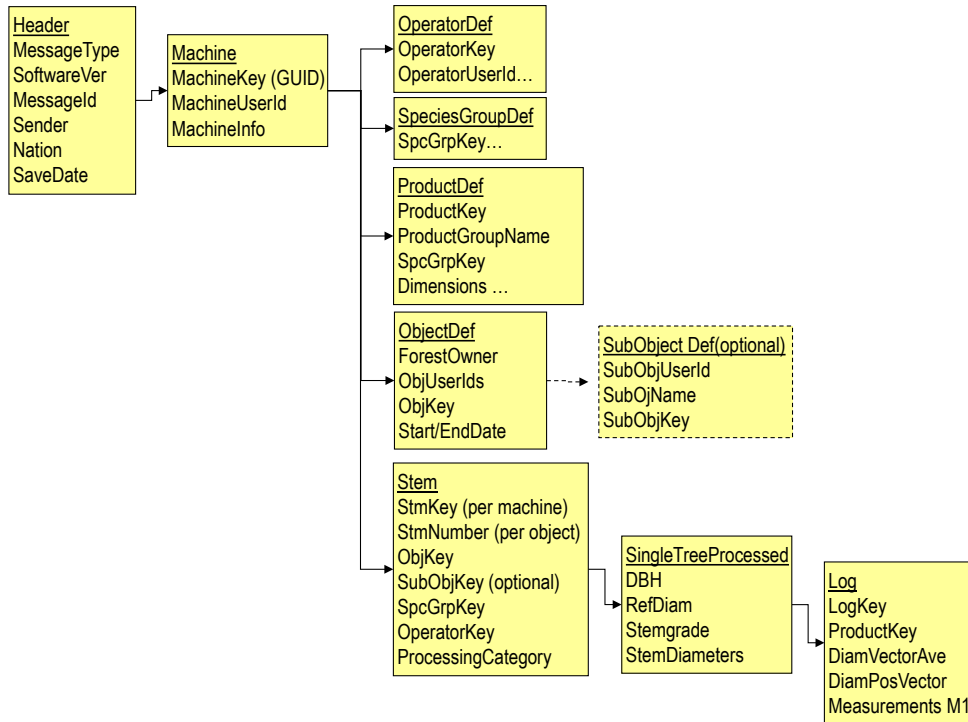 Header
MessageType
SoftwareVer
MessageId
Sender
Nation
SaveDate
Machine
MachineKey (GUID)
MachineUserId
MachineInfo
OperatorDef
OperatorKey
OperatorUserId…
SpeciesGroupDef
SpcGrpKey…
ProductDef
ProductKey
ProductGroupName
SpcGrpKey
Dimensions …
ObjectDef
ForestOwner
ObjUserIds
ObjKey
Start/EndDate
SubObject Def(optional)
SubObjUserId
SubOjName
SubObjKey
Stem
StmKey (per machine)
StmNumber (per object)
ObjKey
SubObjKey (optional)
SpcGrpKey
OperatorKey
ProcessingCategory
SingleTreeProcessed
DBH
RefDiam
Stemgrade
StemDiameters
Log
LogKey
ProductKey
DiamVectorAve
DiamPosVector
Measurements M1